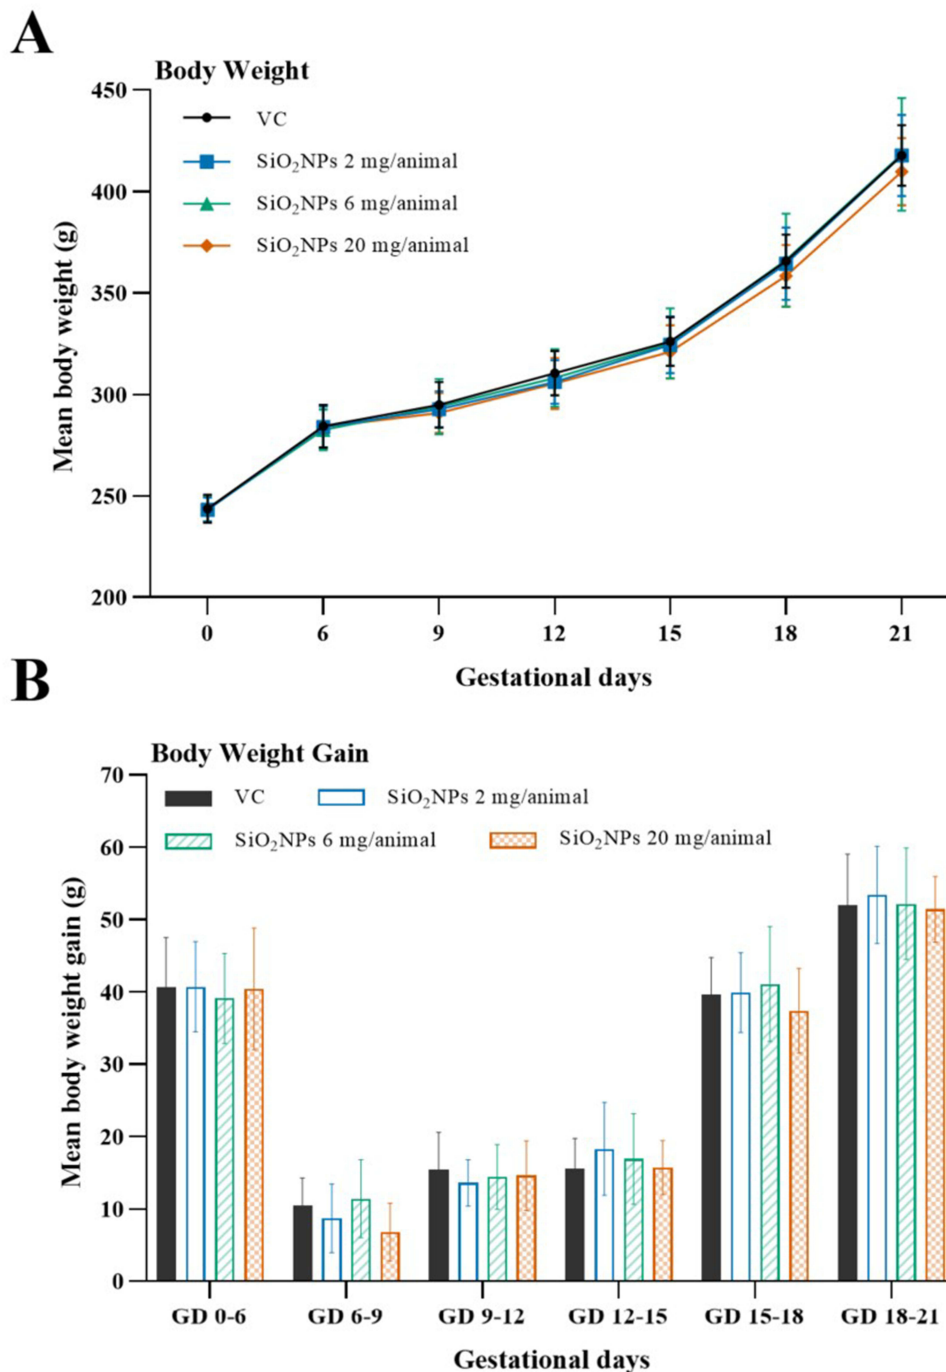 A
Body Weight
450
400
350
300
250
200
Mean body weight (g)
VC
SiO₂NPs 2 mg/animal
SiO₂NPs 6 mg/animal
SiO₂NPs 20 mg/animal
0 6 9 12 15 18 21
Gestational days
B
Body Weight Gain
70
60
50
40
30
20
10
0
Mean body weight gain (g)
VC SiO₂NPs 2 mg/animal
SiO₂NPs 6 mg/animal SiO₂NPs 20 mg/animal
GD 0-6 GD 6-9 GD 9-12 GD 12-15 GD 15-18 GD 18-21
Gestational days